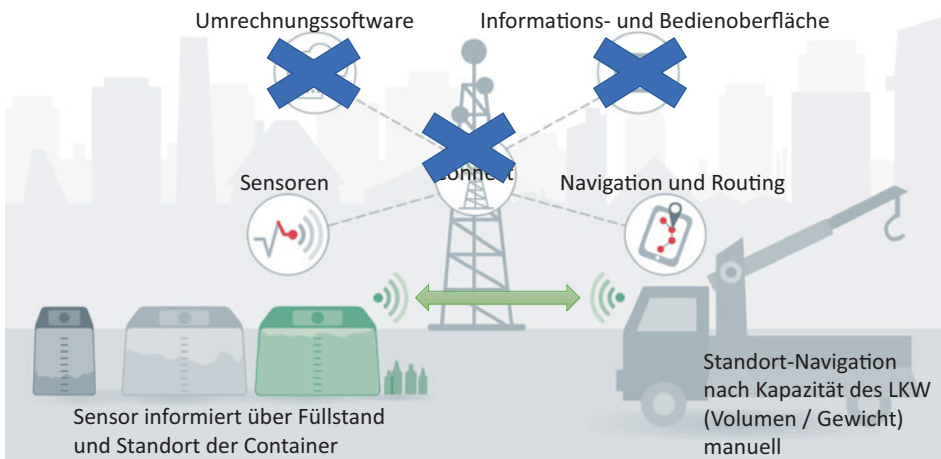 Umrechnungssoftware
Informations- und Bedienoberfläche
Sensoren
Navigation und Routing
Sensor informiert über Füllstand
und Standort der Container
Standort-Navigation
nach Kapazität des LKW
(Volumen / Gewicht)
manuell